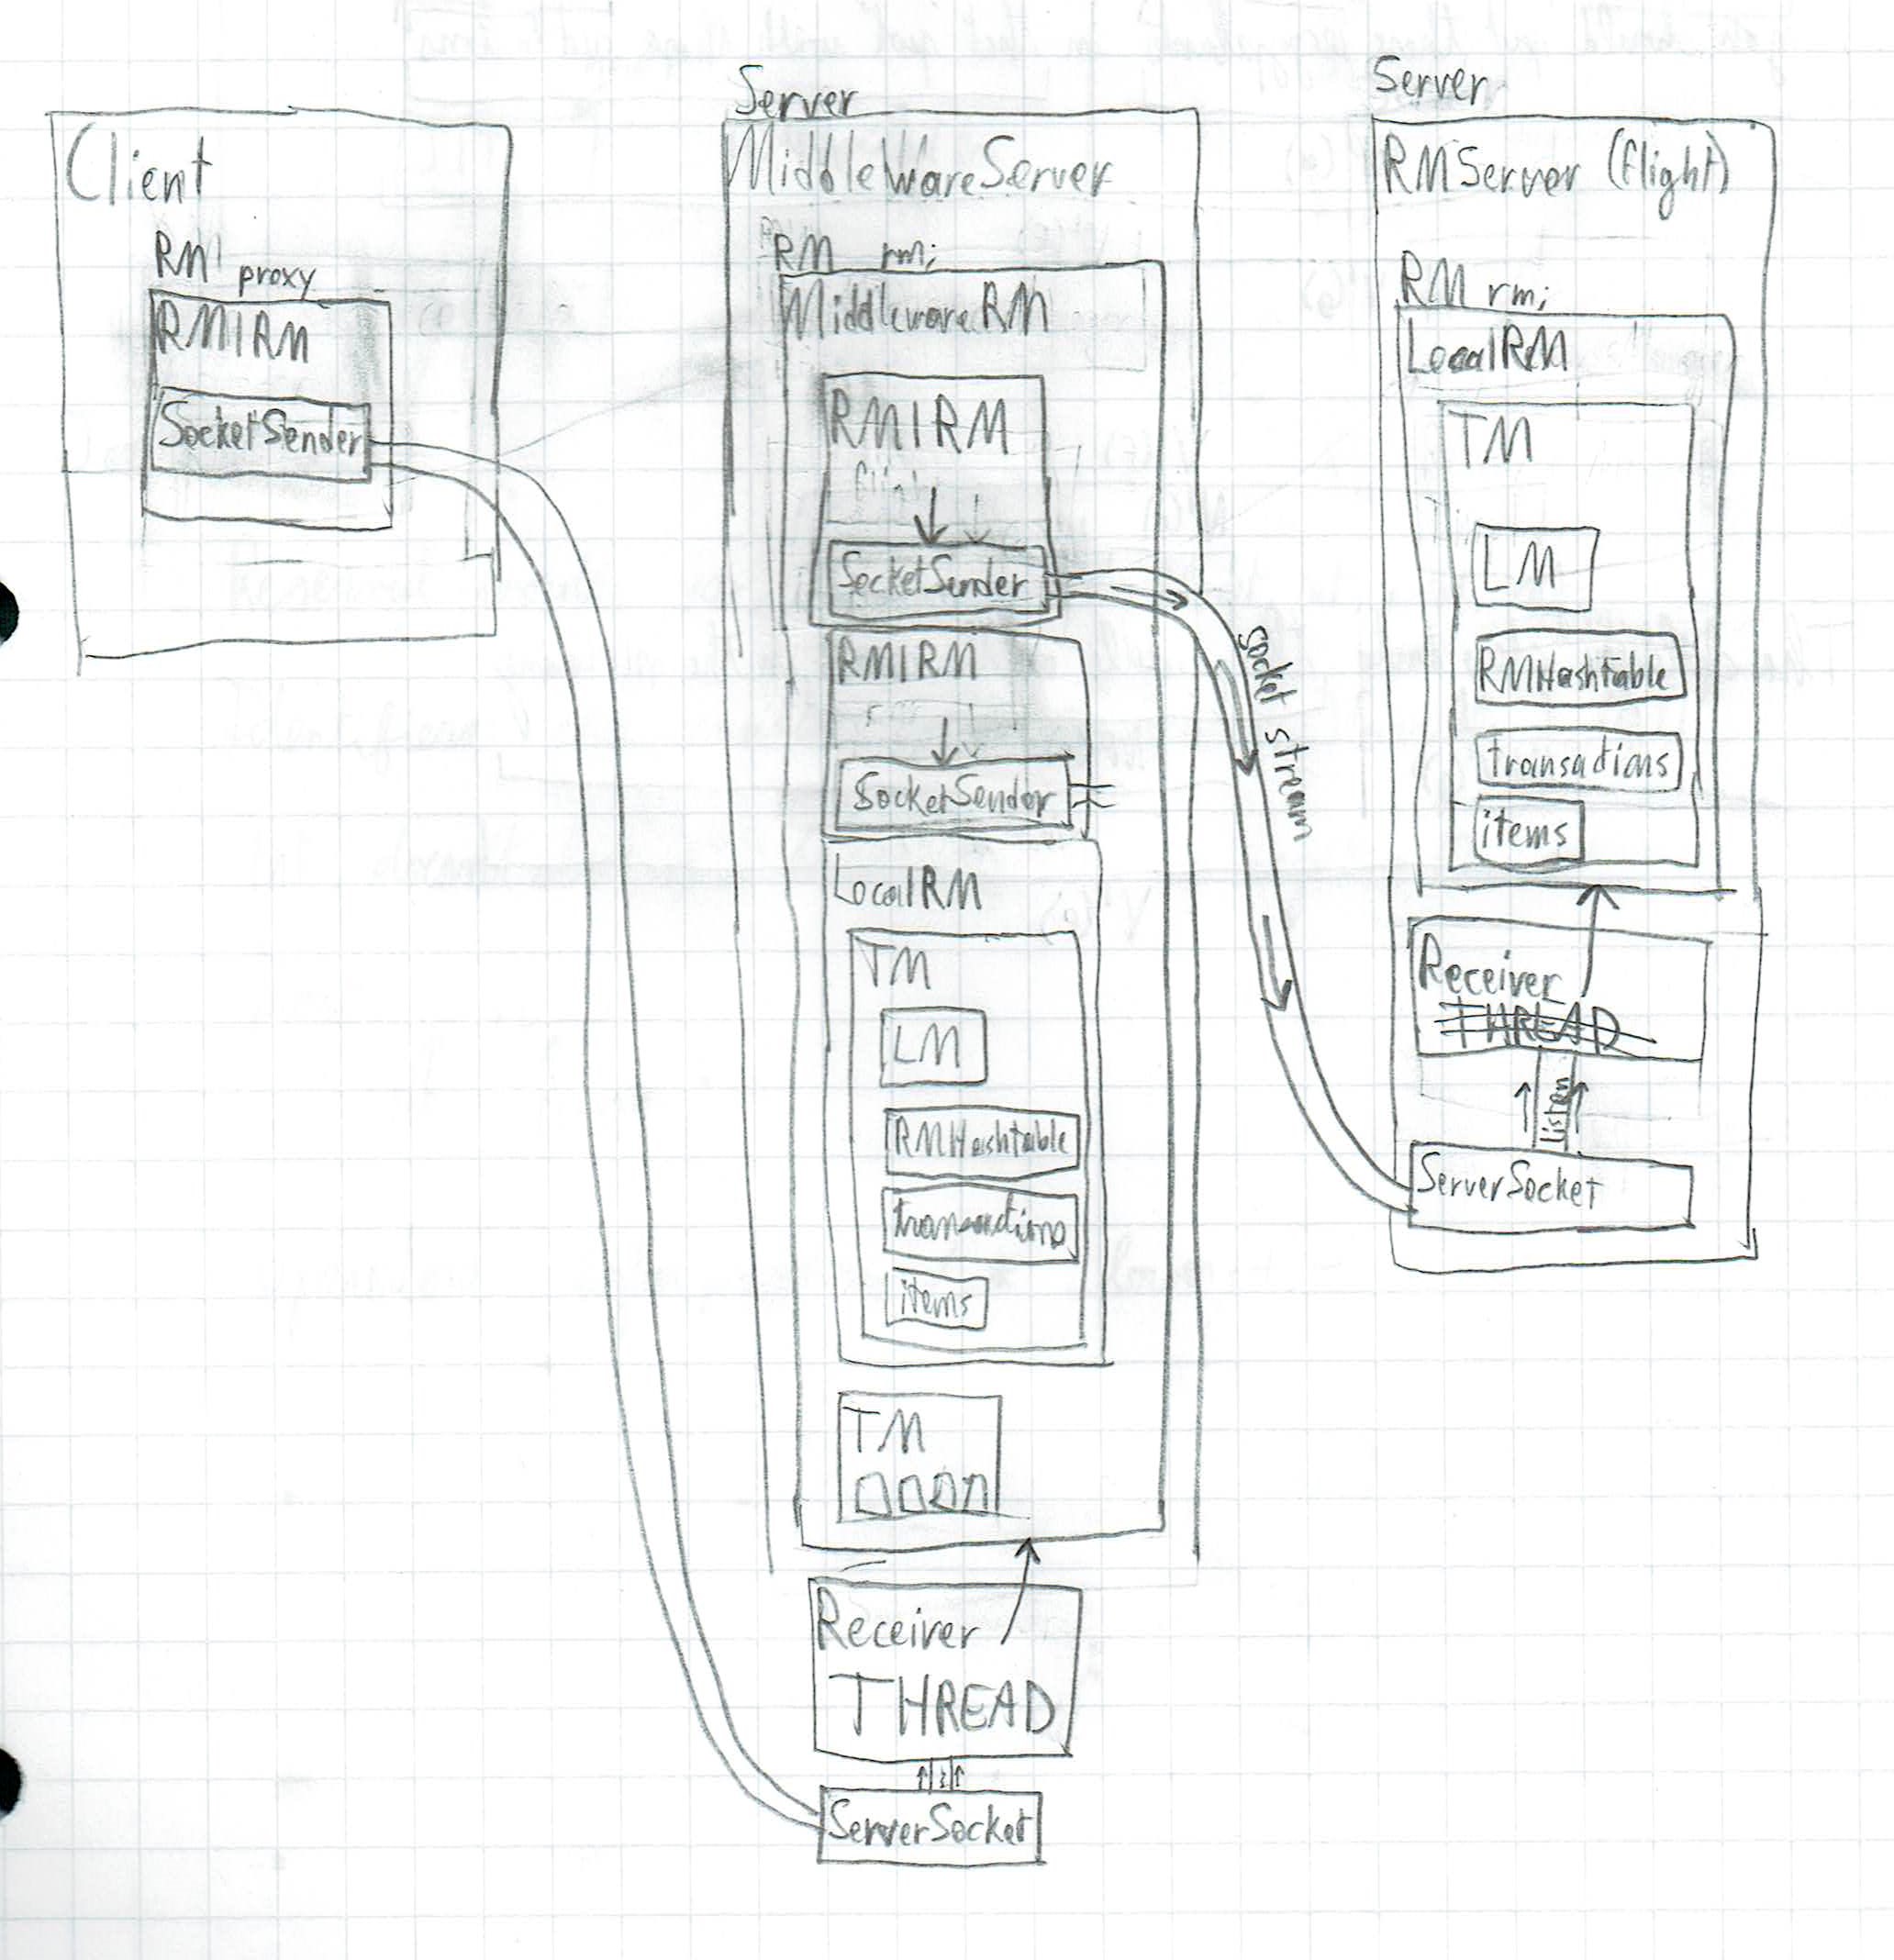 Client
RM proxy
RMIRM
SocketSender
Server
MiddleWareServer
RM rm;
MiddlewareRM
RMIRM
SocketSender
RMIRM
SocketSender
LocalRM
TM
LM
RMHashtable
transactions
items
TM
Receiver
THREAD
ServerSocket
socket stream
Server
RMServer (flight)
RM rm;
LocalRM
TM
LM
RMHashtable
transactions
items
Receiver
THREAD
listen
ServerSocket